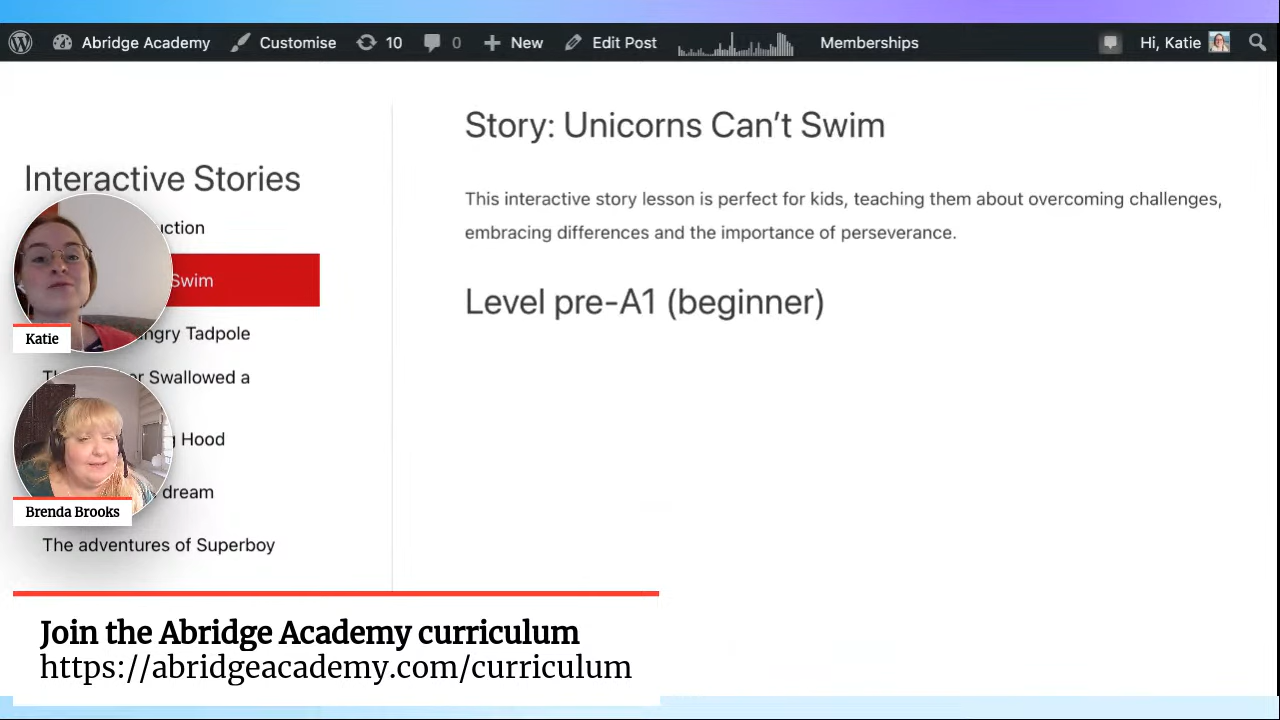 Abridge Academy Customise 10 0 New Edit Post Memberships Hi, Katie
Story: Unicorns Can't Swim
This interactive story lesson is perfect for kids, teaching them about overcoming challenges,
embracing differences and the importance of perseverance.
Level pre-A1 (beginner)
Interactive Stories
Swim
Tadpole
Swallowed a
Hood
dream
The adventures of Superboy
Katie
Brenda Brooks
Join the Abridge Academy curriculum
https://abridgeacademy.com/curriculum